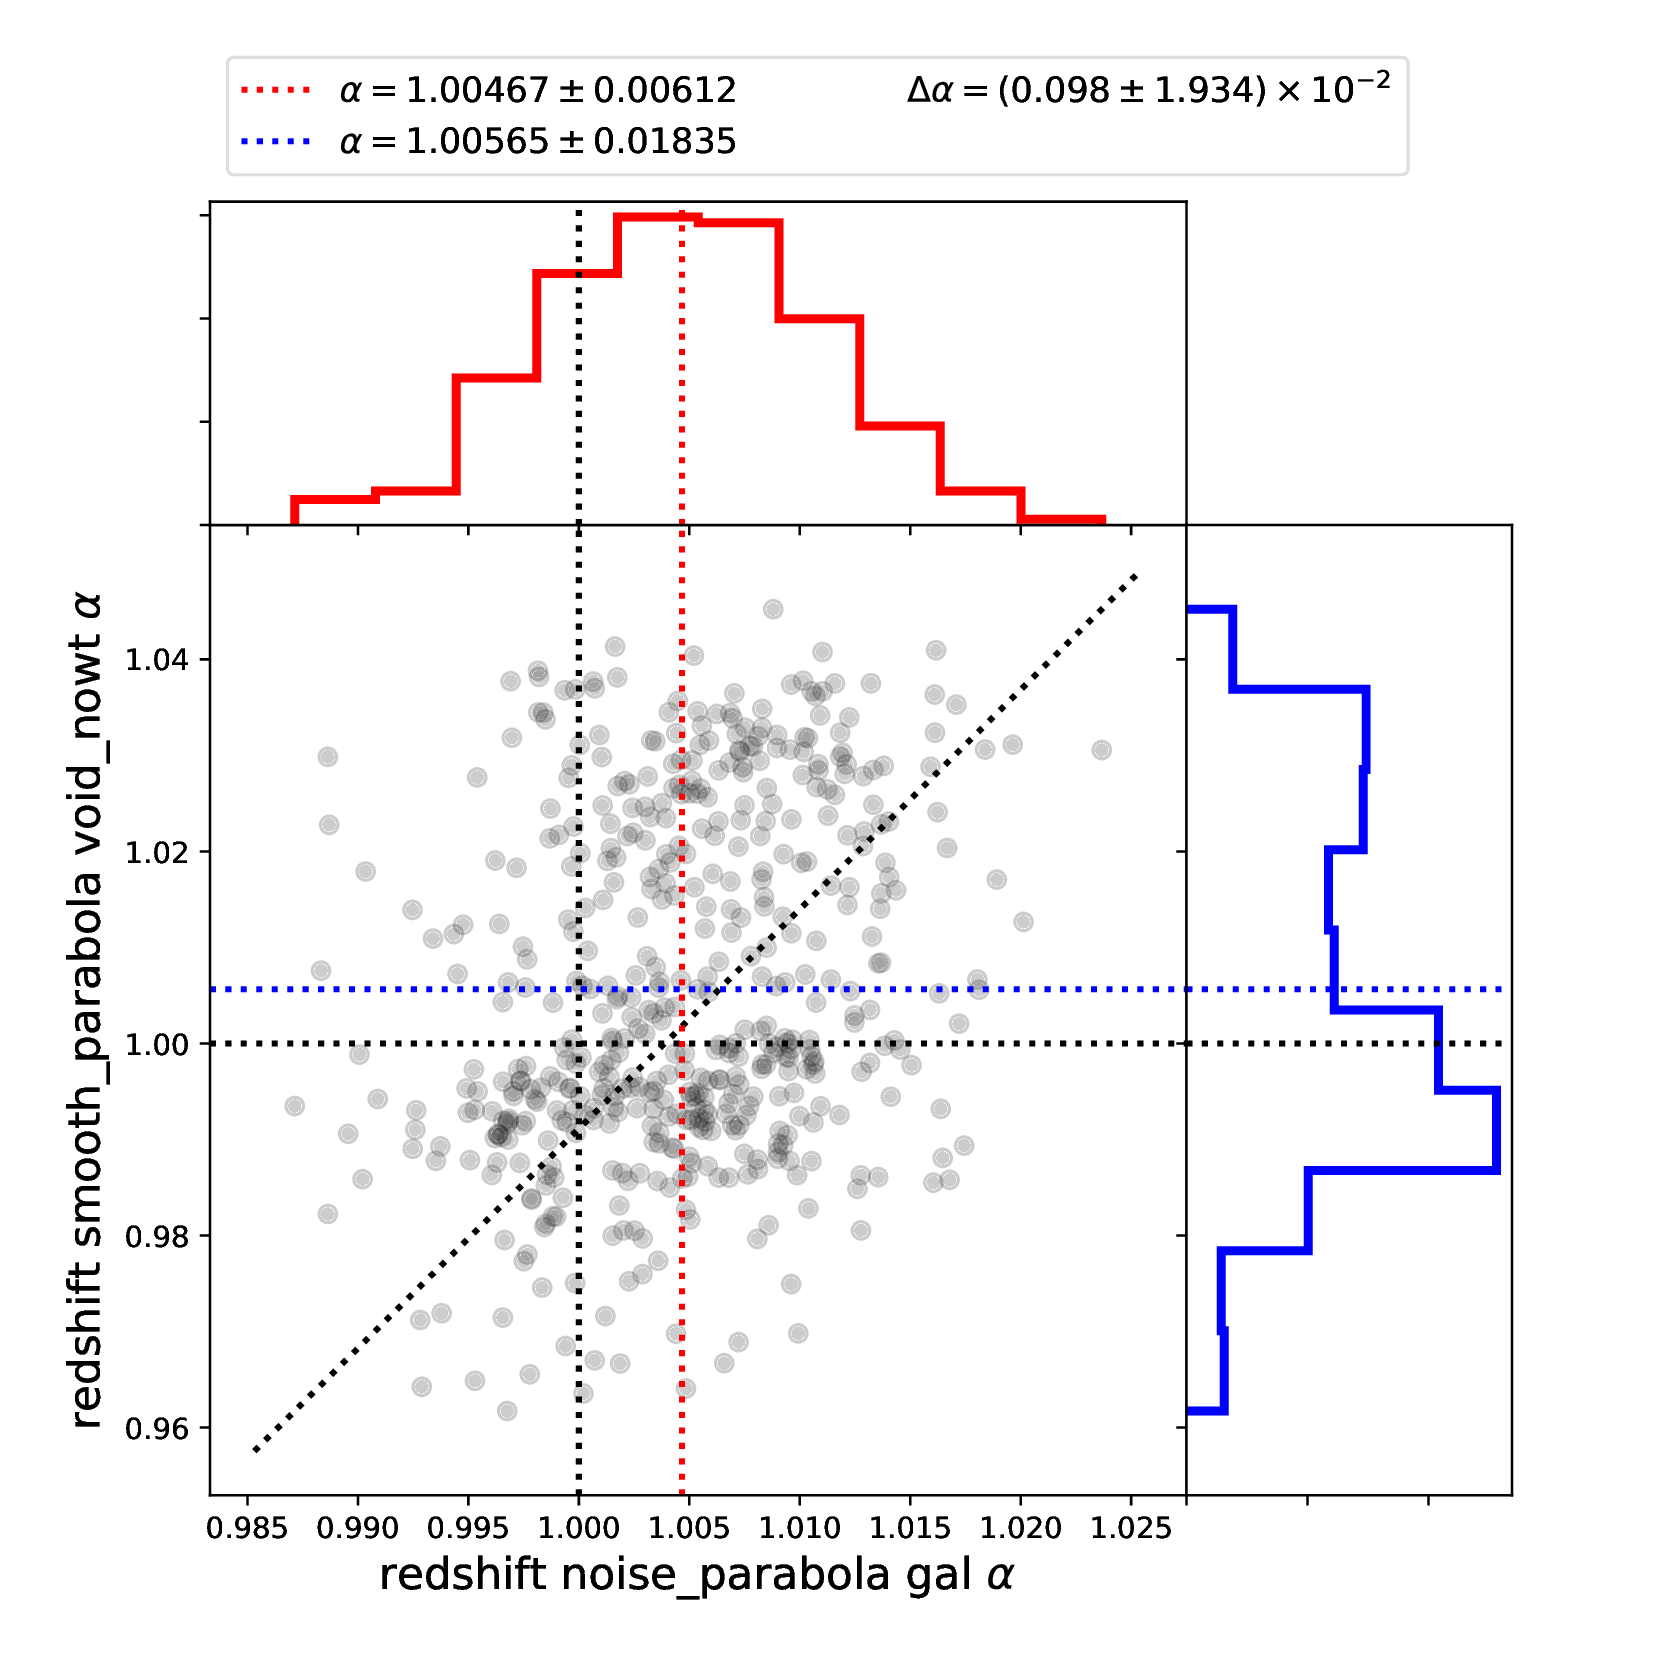 α = 1.00467 ± 0.00612
Δα = (0.098 ± 1.934) × 10⁻²
α = 1.00565 ± 0.01835
redshift smooth_parabola void_nowt α
1.04
1.02
1.00
0.98
0.96
0.985 0.990 0.995 1.000 1.005 1.010 1.015 1.020 1.025
redshift noise_parabola gal α